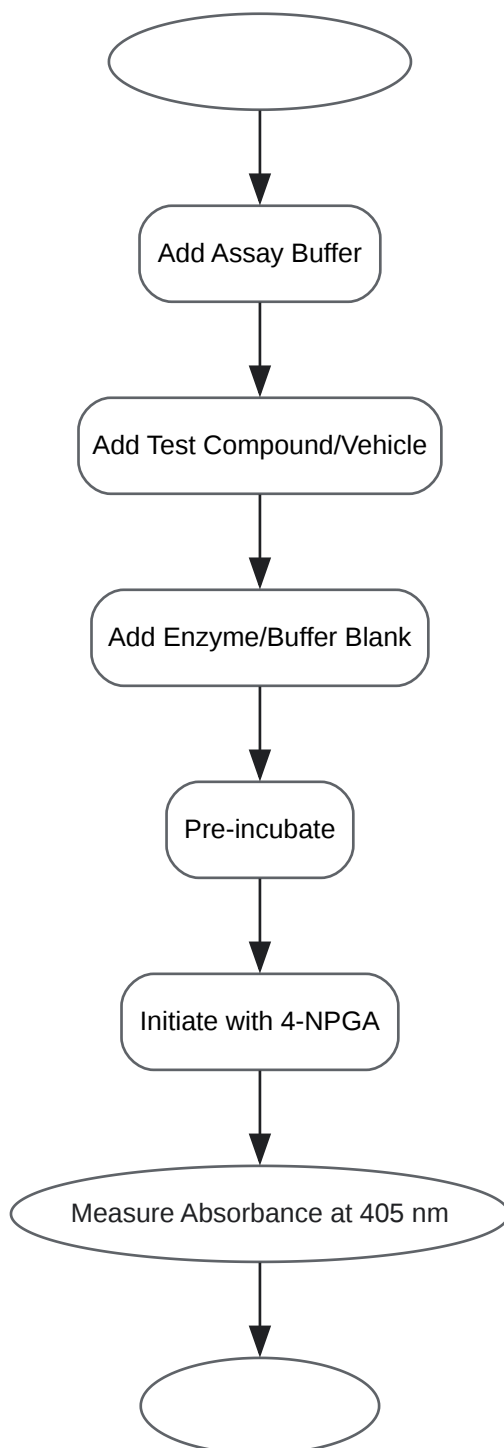 Add Assay Buffer
Add Test Compound/Vehicle
Add Enzyme/Buffer Blank
Pre-incubate
Initiate with 4-NPGA
Measure Absorbance at 405 nm